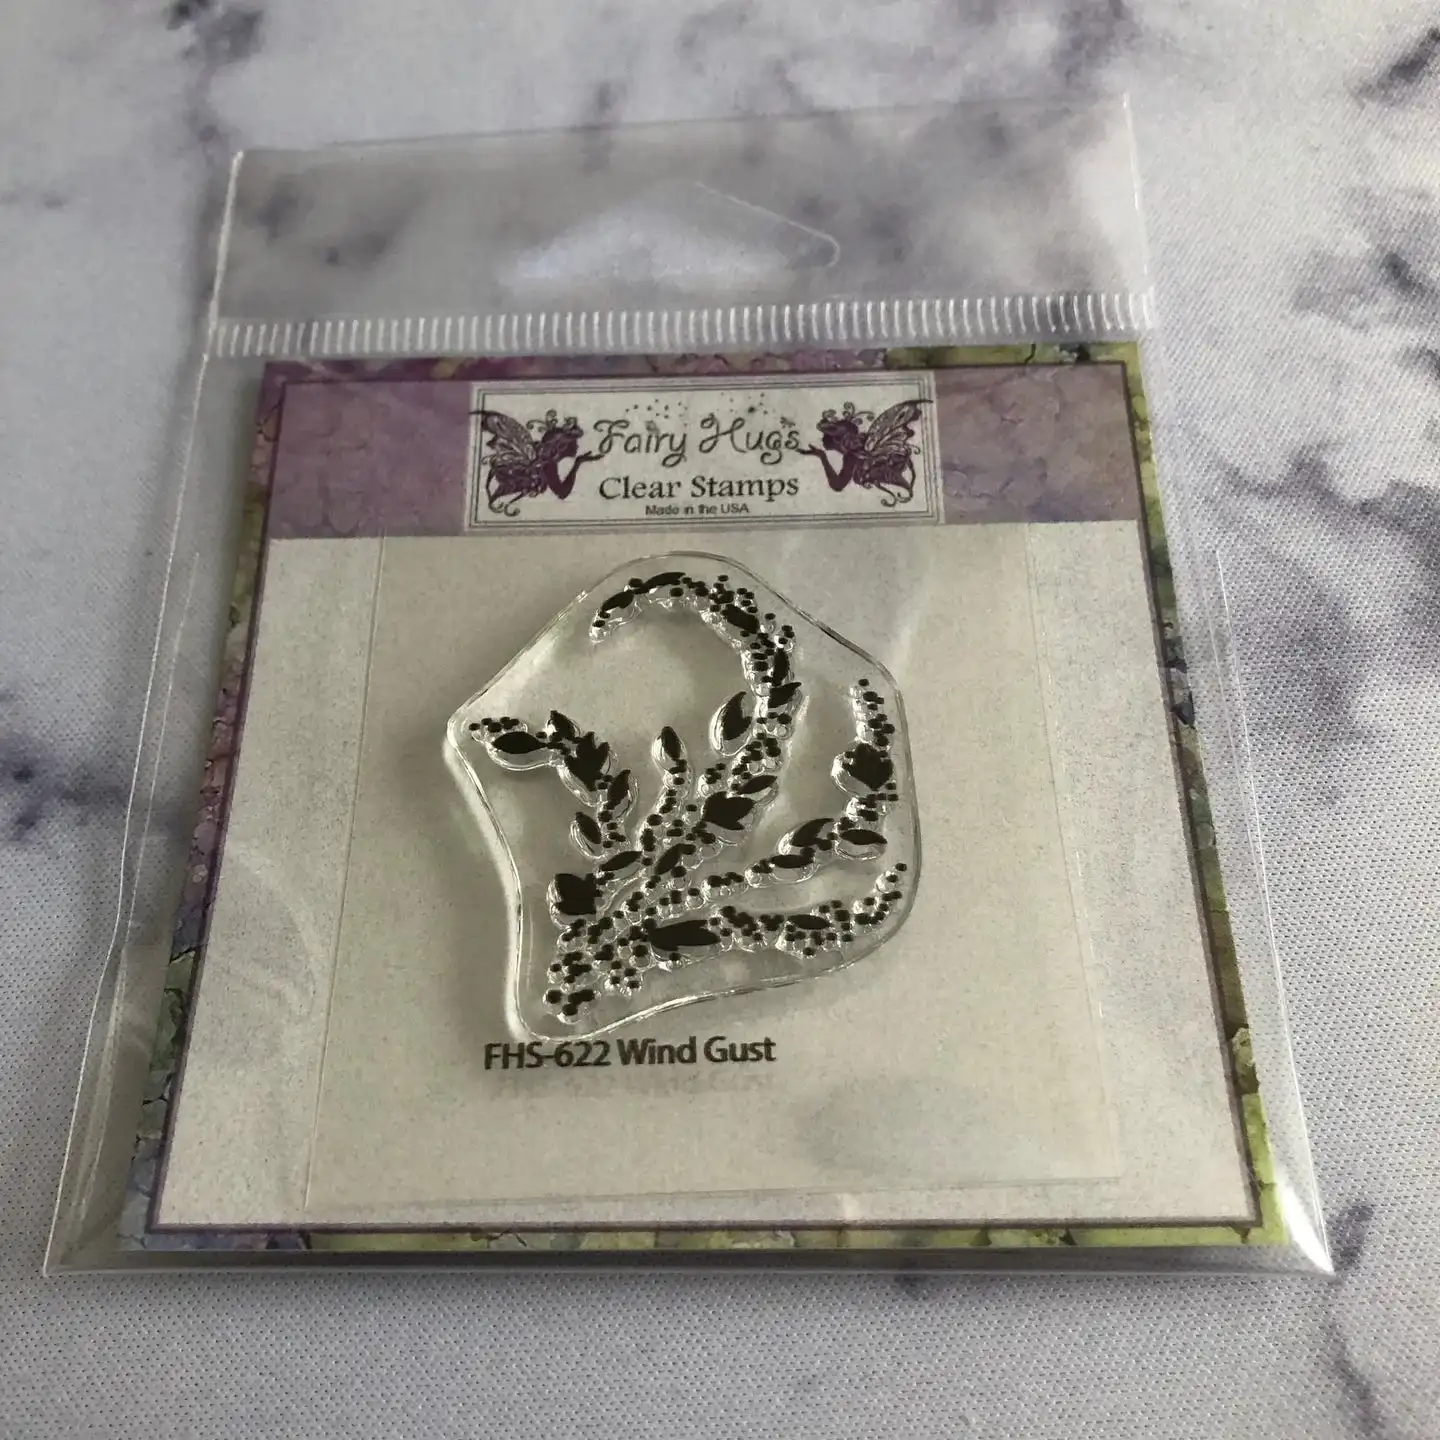 Fairy Hugs
Clear Stamps
Made in the USA
FHS-622 Wind Gust